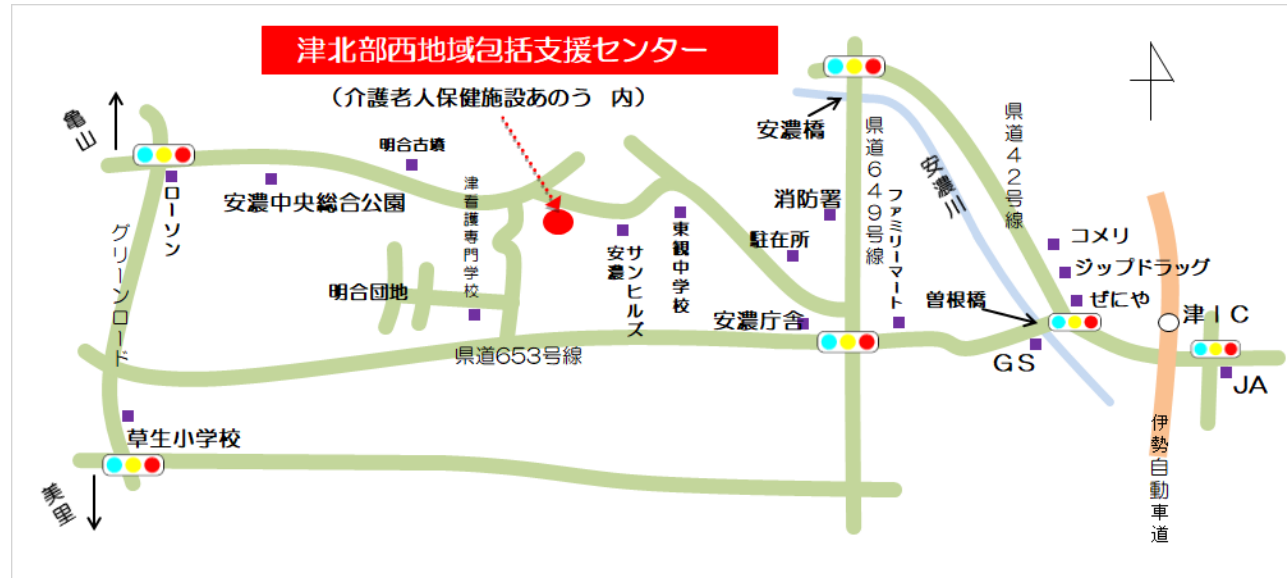 津北部西地域包括支援センター
(介護老人保健施設あのう 内)
亀山
明合古墳
安濃橋
県道649号線
県道42号線
安濃川
ローソン
安濃中央総合公園
津看護専門学校
消防署
ファミリーマート
グリーンロード
サンヒルズ
安濃
東観中学校
駐在所
コメリ
ジップドラッグ
明合団地
曽根橋
ぜにや
津IC
安濃庁舎
県道653号線
GS
JA
草生小学校
伊勢自動車道
美里